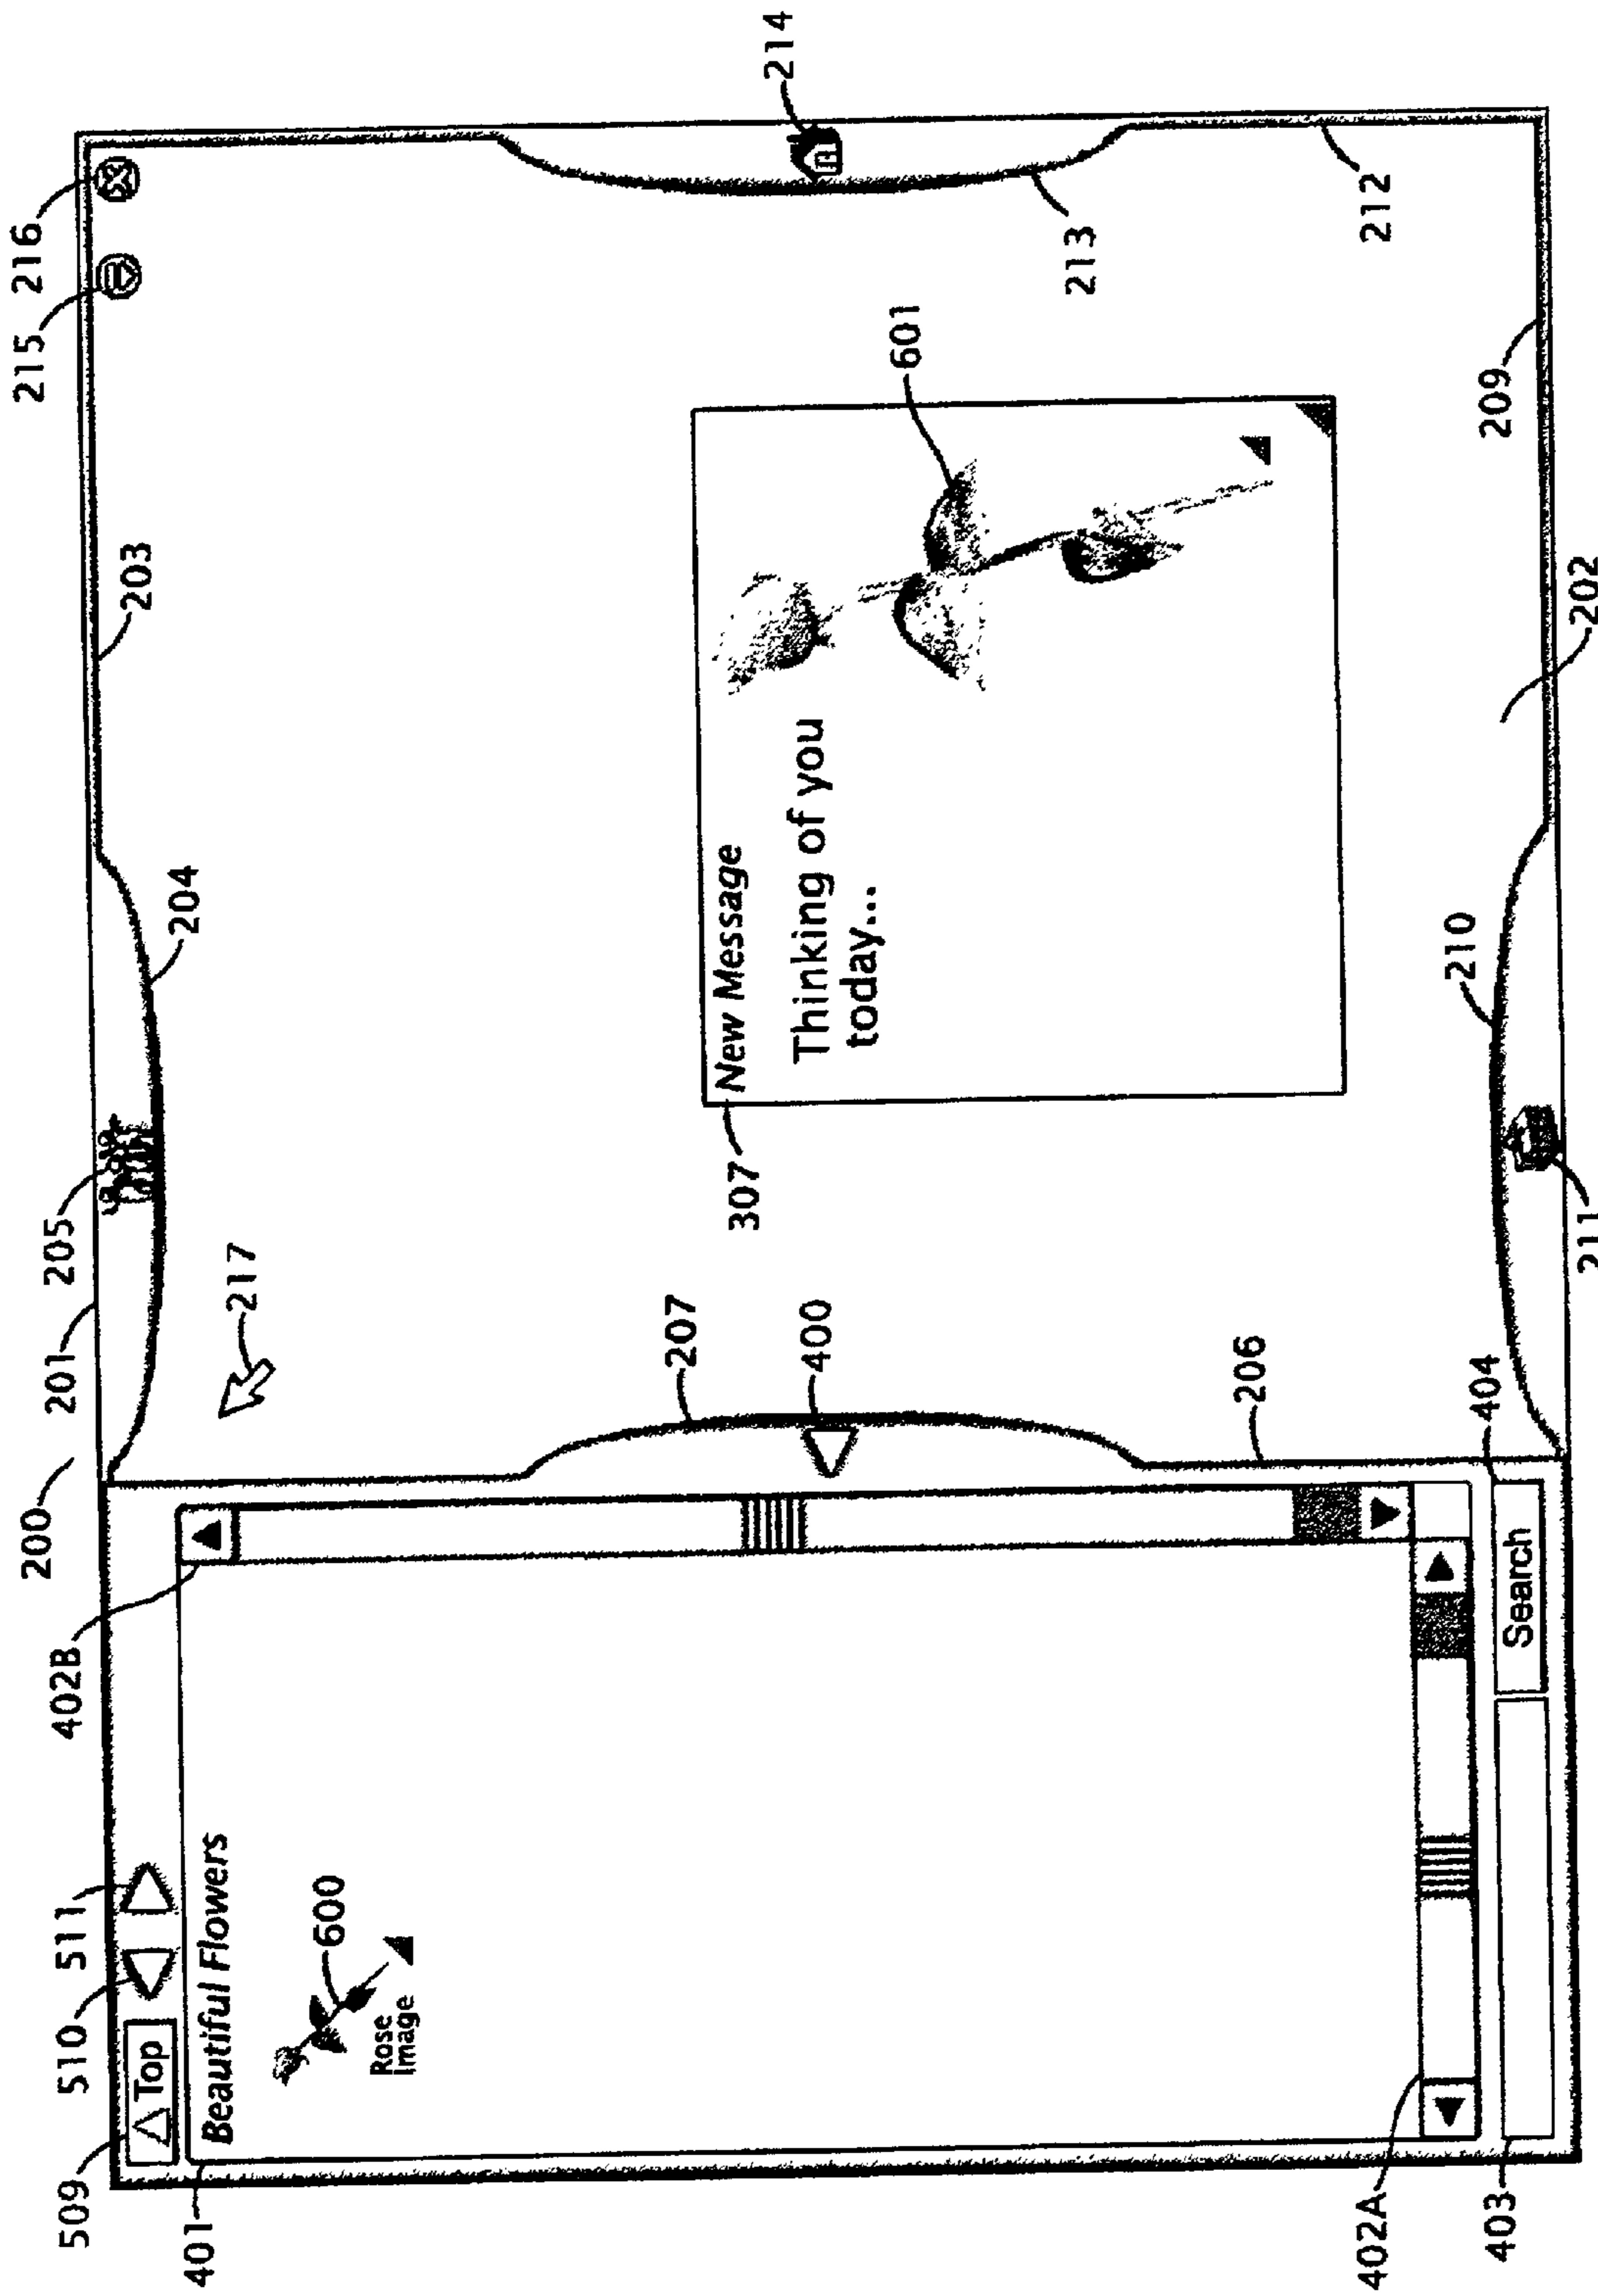 200
201
205
204
203
215
216
509
510
511
402B
217
△ Top
401
Beautiful Flowers
600
Rose
Image
207
400
206
307
New Message
Thinking of you
today...
601
214
213
212
402A
403
Search
404
210
211
202
209